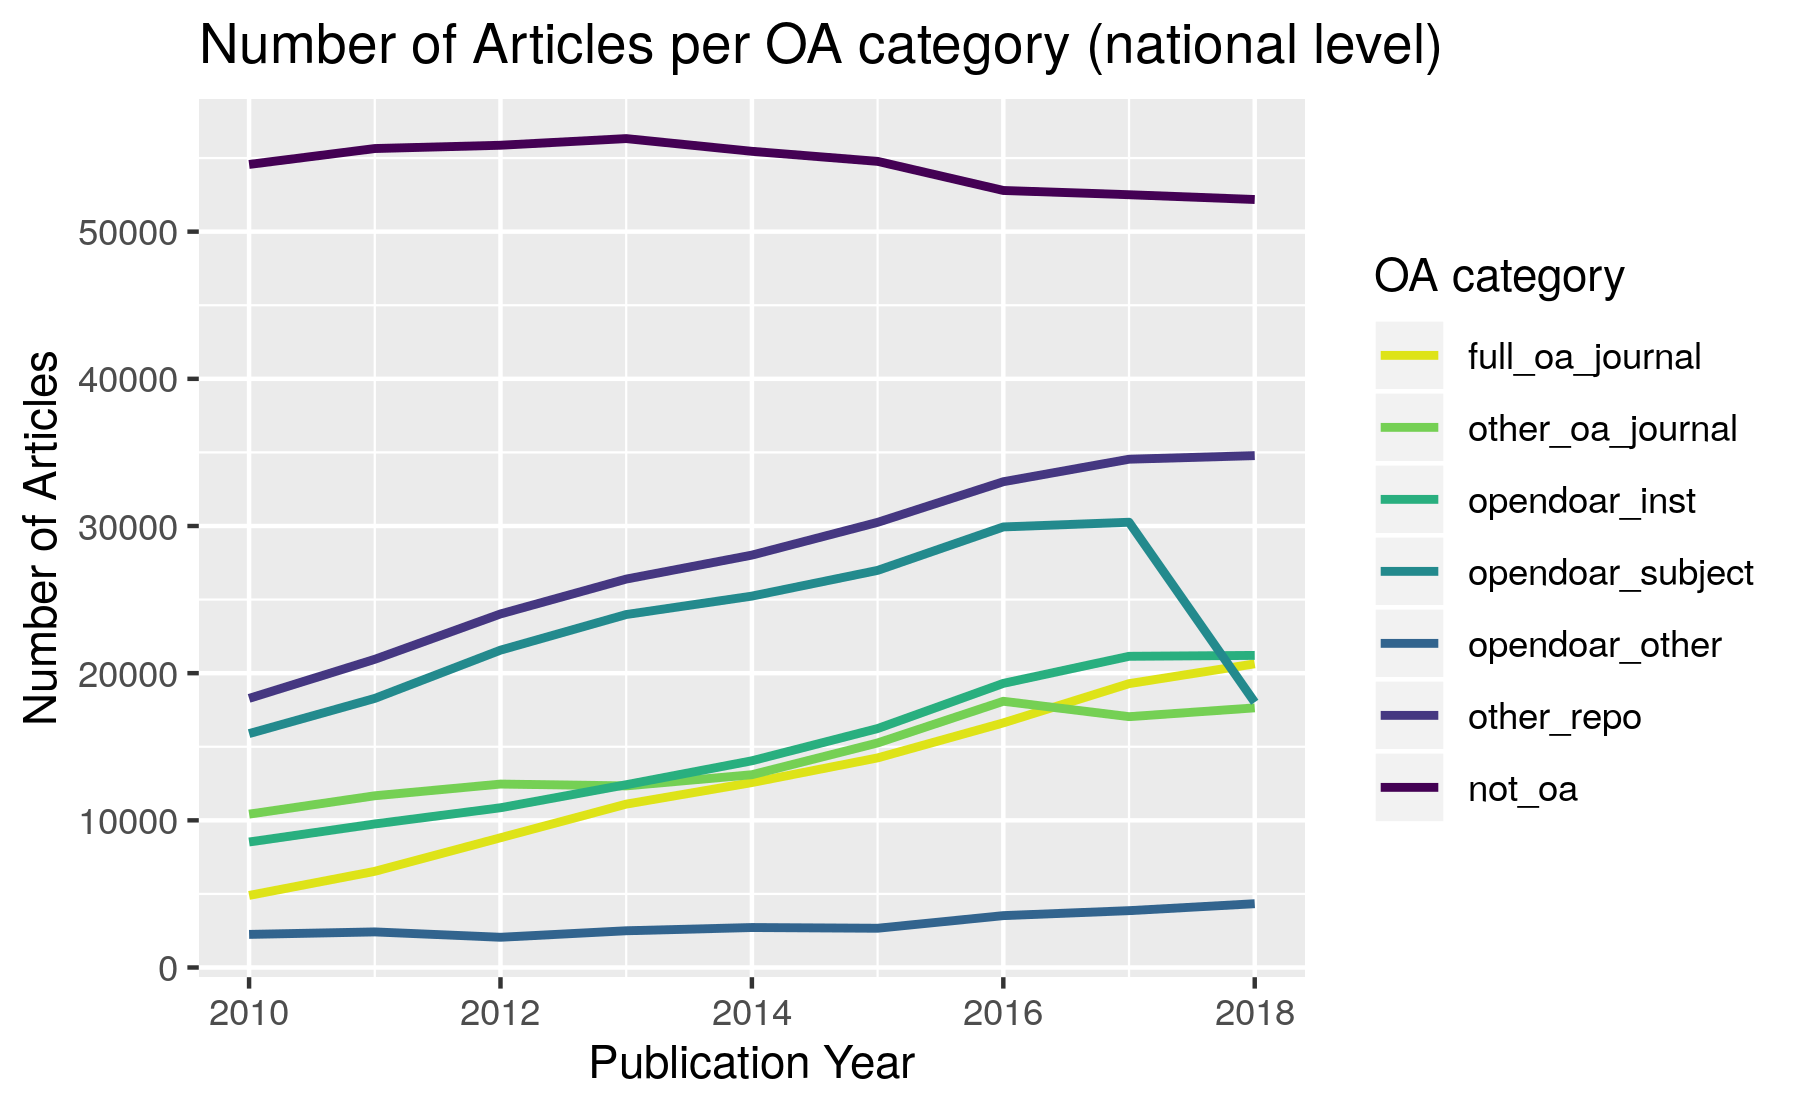 Number of Articles per OA category (national level)
Number of Articles
50000
40000
30000
20000
10000
0
2010 2012 2014 2016 2018
Publication Year
OA category
full_oa_journal
other_oa_journal
opendoar_inst
opendoar_subject
opendoar_other
other_repo
not_oa